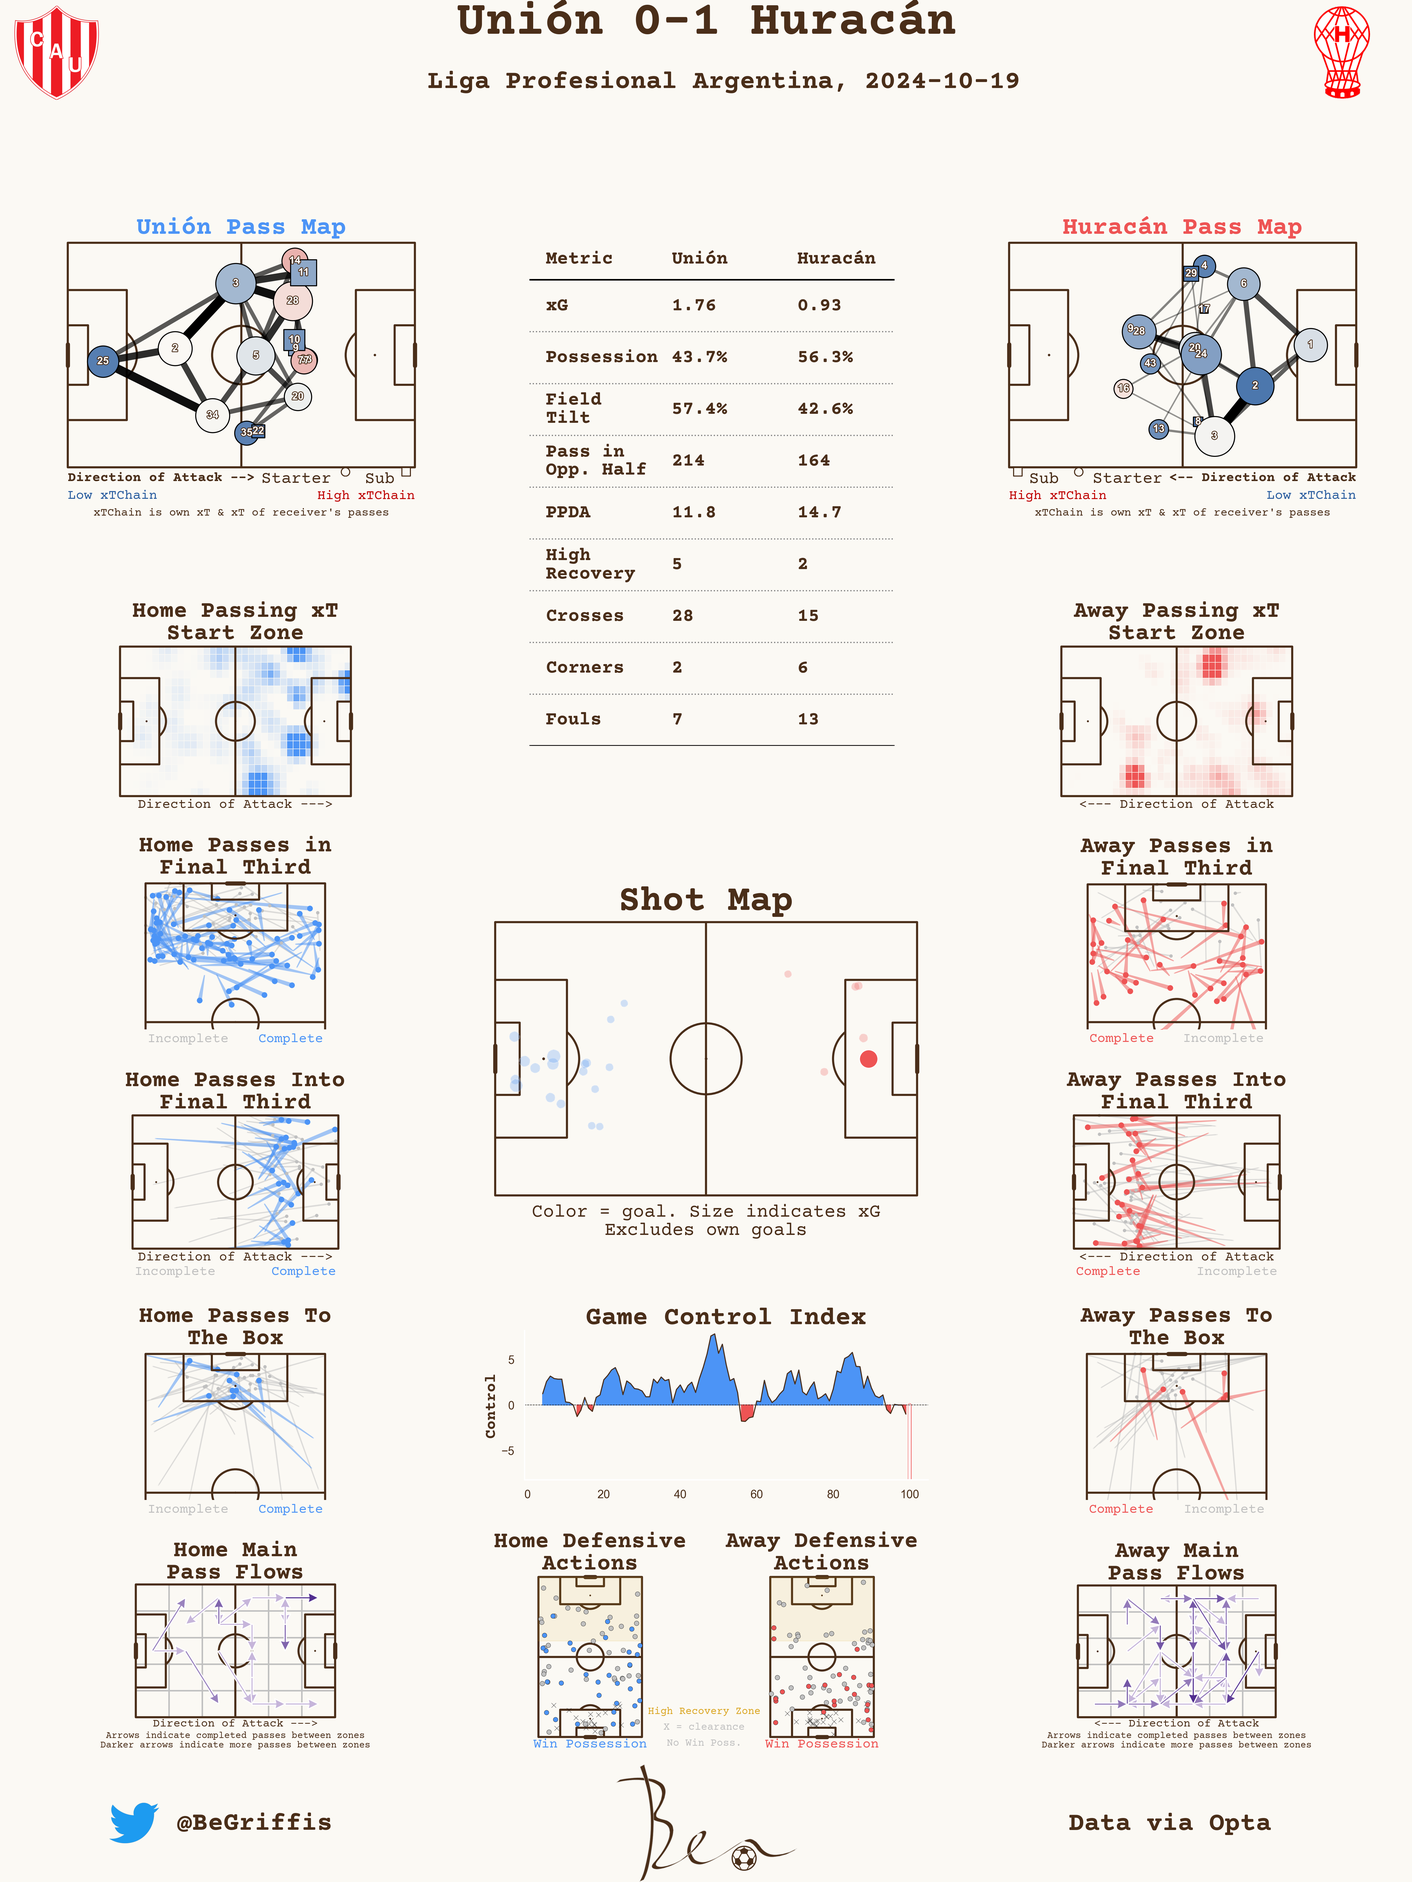 Unión 0-1 Huracán
Liga Profesional Argentina, 2024-10-19
C
A
U
H
Unión Pass Map
14
11
3
28
10
9
2
5
25
20
34
35
22
Direction of Attack --> Starter Sub
Low xTChain High xTChain
xTChain is own xT & xT of receiver's passes
Metric Unión Huracán
xG 1.76 0.93
Possession 43.7% 56.3%
Field
Tilt 57.4% 42.6%
Pass in
Opp. Half 214 164
PPDA 11.8 14.7
High
Recovery 5 2
Crosses 28 15
Corners 2 6
Fouls 7 13
Huracán Pass Map
4
29
6
17
9
28
1
20
24
43
2
16
8
13
3
Sub Starter <-- Direction of Attack
High xTChain Low xTChain
xTChain is own xT & xT of receiver's passes
Home Passing xT
Start Zone
Direction of Attack --->
Away Passing xT
Start Zone
<--- Direction of Attack
Home Passes in
Final Third
Incomplete Complete
Away Passes in
Final Third
Complete Incomplete
Shot Map
Color = goal. Size indicates xG
Excludes own goals
Home Passes Into
Final Third
Direction of Attack --->
Incomplete Complete
Away Passes Into
Final Third
<--- Direction of Attack
Complete Incomplete
Home Passes To
The Box
Incomplete Complete
Game Control Index
Control
5
0
−5
0 20 40 60 80 100
Away Passes To
The Box
Complete Incomplete
Home Main
Pass Flows
Direction of Attack --->
Arrows indicate completed passes between zones
Darker arrows indicate more passes between zones
Home Defensive
Actions
Win Possession
High Recovery Zone
X = clearance
No Win Poss.
Away Defensive
Actions
Win Possession
Away Main
Pass Flows
<--- Direction of Attack
Arrows indicate completed passes between zones
Darker arrows indicate more passes between zones
@BeGriffis
Ben
Data via Opta